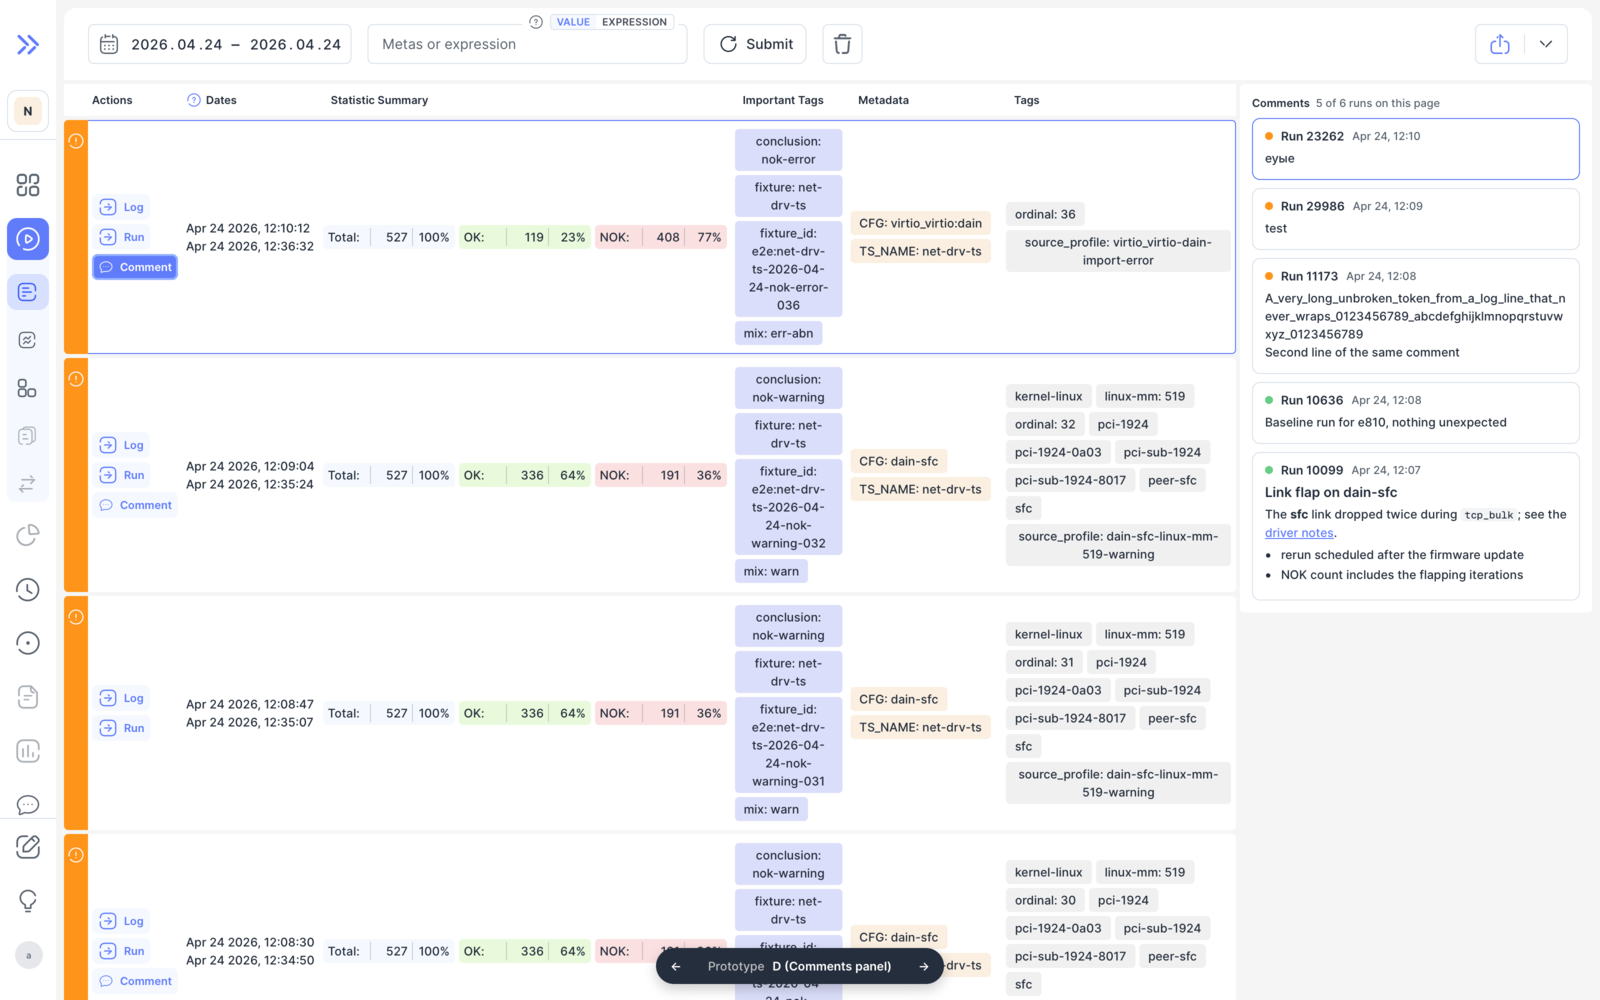 2026.04.24 – 2026.04.24
Metas or expression
VALUE EXPRESSION
Submit
N
Actions Dates Statistic Summary Important Tags Metadata Tags
Log
Run
Comment
Apr 24 2026, 12:10:12
Apr 24 2026, 12:36:32
Total: 527 100% OK: 119 23% NOK: 408 77%
conclusion:
nok-error
fixture: net-
drv-ts
fixture_id:
e2e:net-drv-
ts-2026-04-
24-nok-error-
036
mix: err-abn
CFG: virtio_virtio:dain
TS_NAME: net-drv-ts
ordinal: 36
source_profile: virtio_virtio-dain-
import-error
Log
Run
Comment
Apr 24 2026, 12:09:04
Apr 24 2026, 12:35:24
Total: 527 100% OK: 336 64% NOK: 191 36%
conclusion:
nok-warning
fixture: net-
drv-ts
fixture_id:
e2e:net-drv-
ts-2026-04-
24-nok-
warning-032
mix: warn
CFG: dain-sfc
TS_NAME: net-drv-ts
kernel-linux linux-mm: 519
ordinal: 32 pci-1924
pci-1924-0a03 pci-sub-1924
pci-sub-1924-8017 peer-sfc
sfc
source_profile: dain-sfc-linux-mm-
519-warning
Log
Run
Apr 24 2026, 12:08:47
Apr 24 2026, 12:35:07
Total: 527 100% OK: 336 64% NOK: 191 36%
conclusion:
nok-warning
fixture: net-
drv-ts
fixture_id:
e2e:net-drv-
ts-2026-04-
24-nok-
warning-031
mix: warn
CFG: dain-sfc
TS_NAME: net-drv-ts
kernel-linux linux-mm: 519
ordinal: 31 pci-1924
pci-1924-0a03 pci-sub-1924
pci-sub-1924-8017 peer-sfc
sfc
source_profile: dain-sfc-linux-mm-
519-warning
Log
Run
Comment
Apr 24 2026, 12:08:30
Apr 24 2026, 12:34:50
Total: 527 100% OK: 336 64% NOK:
conclusion:
nok-warning
fixture: net-
drv-ts
fixture_id:
CFG: dain-sfc
drv-ts
kernel-linux linux-mm: 519
ordinal: 30 pci-1924
pci-1924-0a03 pci-sub-1924
pci-sub-1924-8017 peer-sfc
sfc
Comments 5 of 6 runs on this page
Run 23262 Apr 24, 12:10
еуые
Run 29986 Apr 24, 12:09
test
Run 11173 Apr 24, 12:08
A_very_long_unbroken_token_from_a_log_line_that_n
ever_wraps_0123456789_abcdefghijklmnopqrstuvw
xyz_0123456789
Second line of the same comment
Run 10636 Apr 24, 12:08
Baseline run for e810, nothing unexpected
Run 10099 Apr 24, 12:07
Link flap on dain-sfc
The sfc link dropped twice during tcp_bulk ; see the
driver notes.
• rerun scheduled after the firmware update
• NOK count includes the flapping iterations
Prototype D (Comments panel)
a